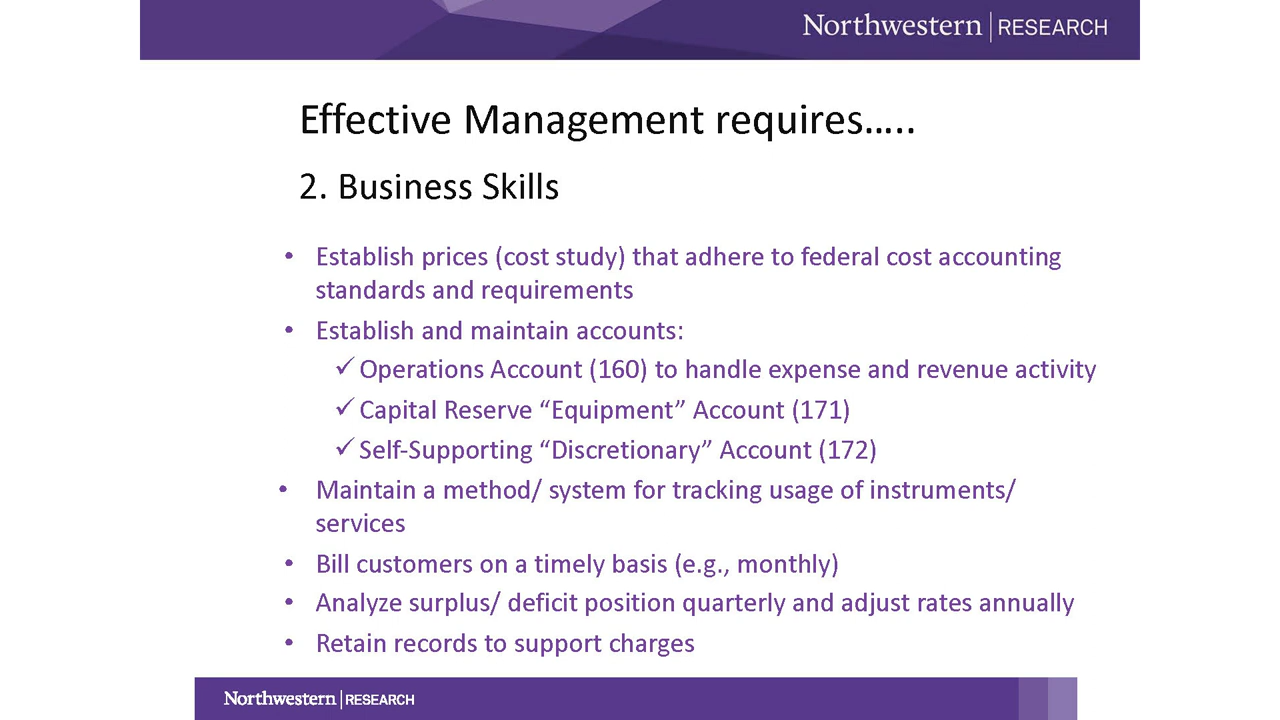 Northwestern | RESEARCH
Effective Management requires…..
2. Business Skills
• Establish prices (cost study) that adhere to federal cost accounting
standards and requirements
• Establish and maintain accounts:
✓ Operations Account (160) to handle expense and revenue activity
✓ Capital Reserve “Equipment” Account (171)
✓ Self-Supporting “Discretionary” Account (172)
• Maintain a method/ system for tracking usage of instruments/
services
• Bill customers on a timely basis (e.g., monthly)
• Analyze surplus/ deficit position quarterly and adjust rates annually
• Retain records to support charges
Northwestern | RESEARCH